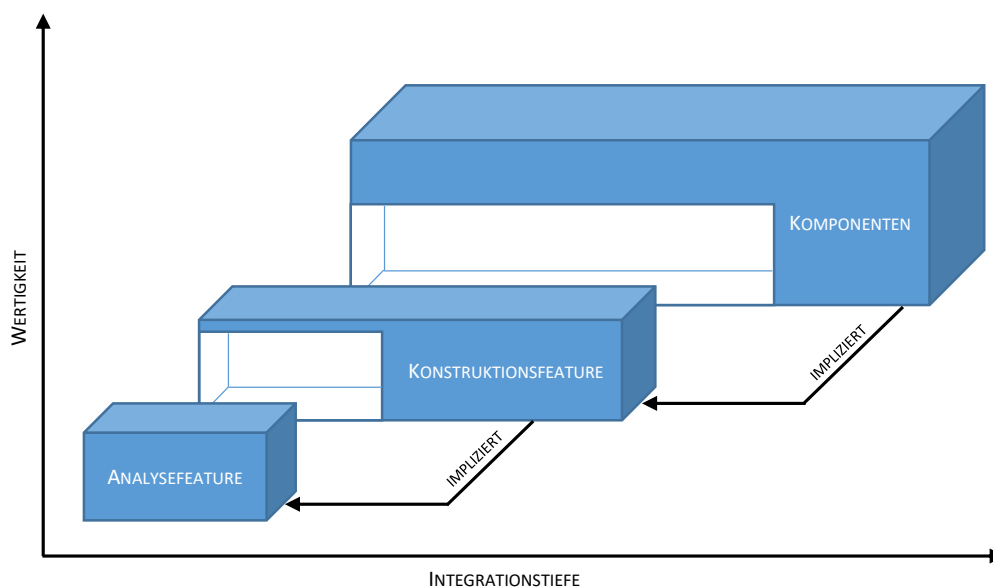 KOMPONENTEN
WERTIGKEIT
IMPLIZIERT
KONSTRUKTIONSFEATURE
IMPLIZIERT
ANALYSEFEATURE
INTEGRATIONSTIEFE